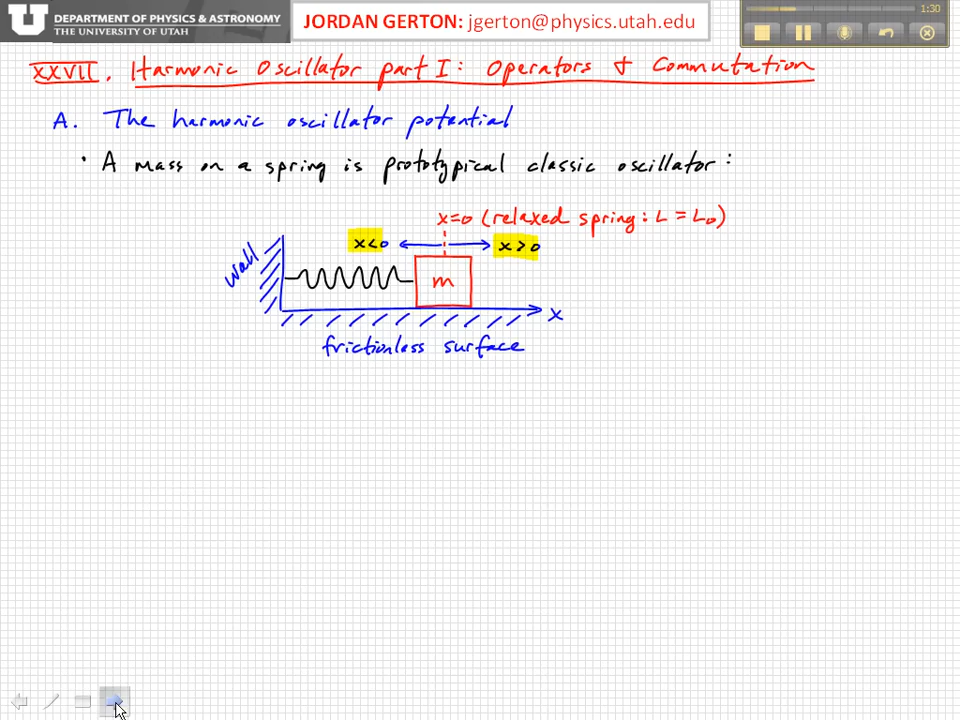 DEPARTMENT OF PHYSICS & ASTRONOMY
THE UNIVERSITY OF UTAH
JORDAN GERTON: jgerton@physics.utah.edu
1:30
XXVII. Harmonic Oscillator part I: Operators & Commutation
A. The harmonic oscillator potential
• A mass on a spring is prototypical classic oscillator:
x=0 (relaxed spring: L = L₀)
x<0
x>0
wall
m
x
frictionless surface